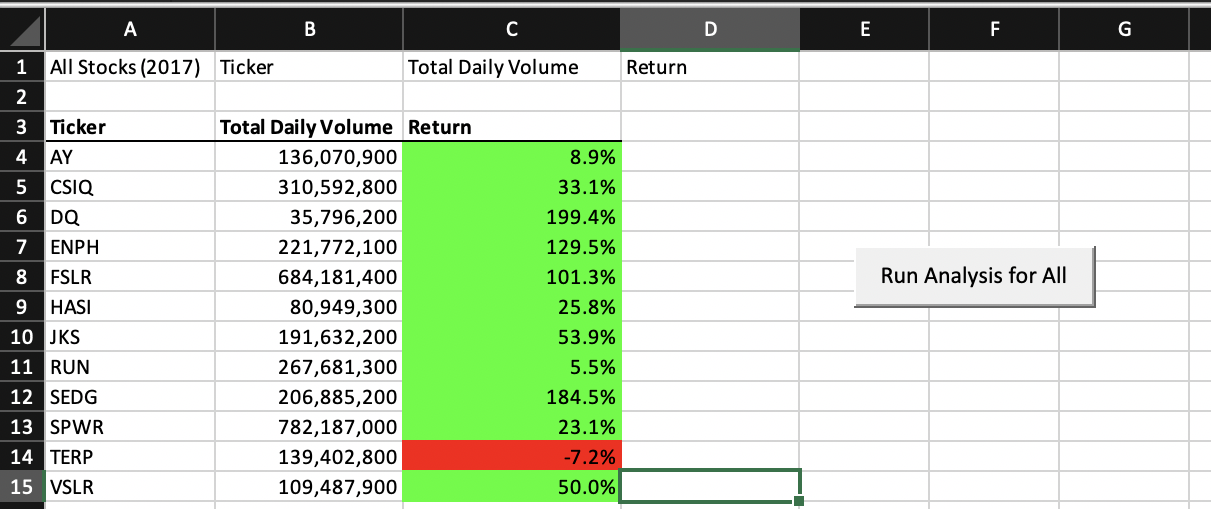 A B C D E F G
1 All Stocks (2017) Ticker Total Daily Volume Return
2
3 Ticker Total Daily Volume Return
4 AY 136,070,900 8.9%
5 CSIQ 310,592,800 33.1%
6 DQ 35,796,200 199.4%
7 ENPH 221,772,100 129.5%
8 FSLR 684,181,400 101.3%
Run Analysis for All
9 HASI 80,949,300 25.8%
10 JKS 191,632,200 53.9%
11 RUN 267,681,300 5.5%
12 SEDG 206,885,200 184.5%
13 SPWR 782,187,000 23.1%
14 TERP 139,402,800 -7.2%
15 VSLR 109,487,900 50.0%